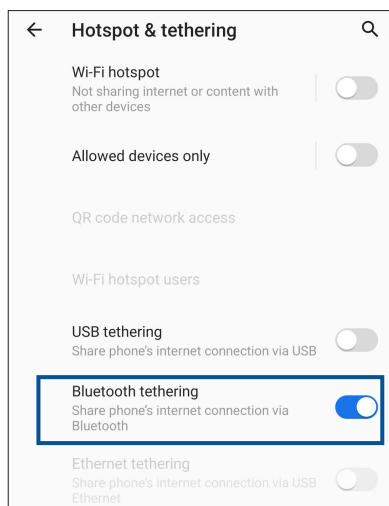 Hotspot & tethering
Wi-Fi hotspot
Not sharing internet or content with
other devices
Allowed devices only
QR code network access
Wi-Fi hotspot users
USB tethering
Share phone's internet connection via USB
Bluetooth tethering
Share phone's internet connection via
Bluetooth
Ethernet tethering
Share phone's internet connection via USB
Ethernet